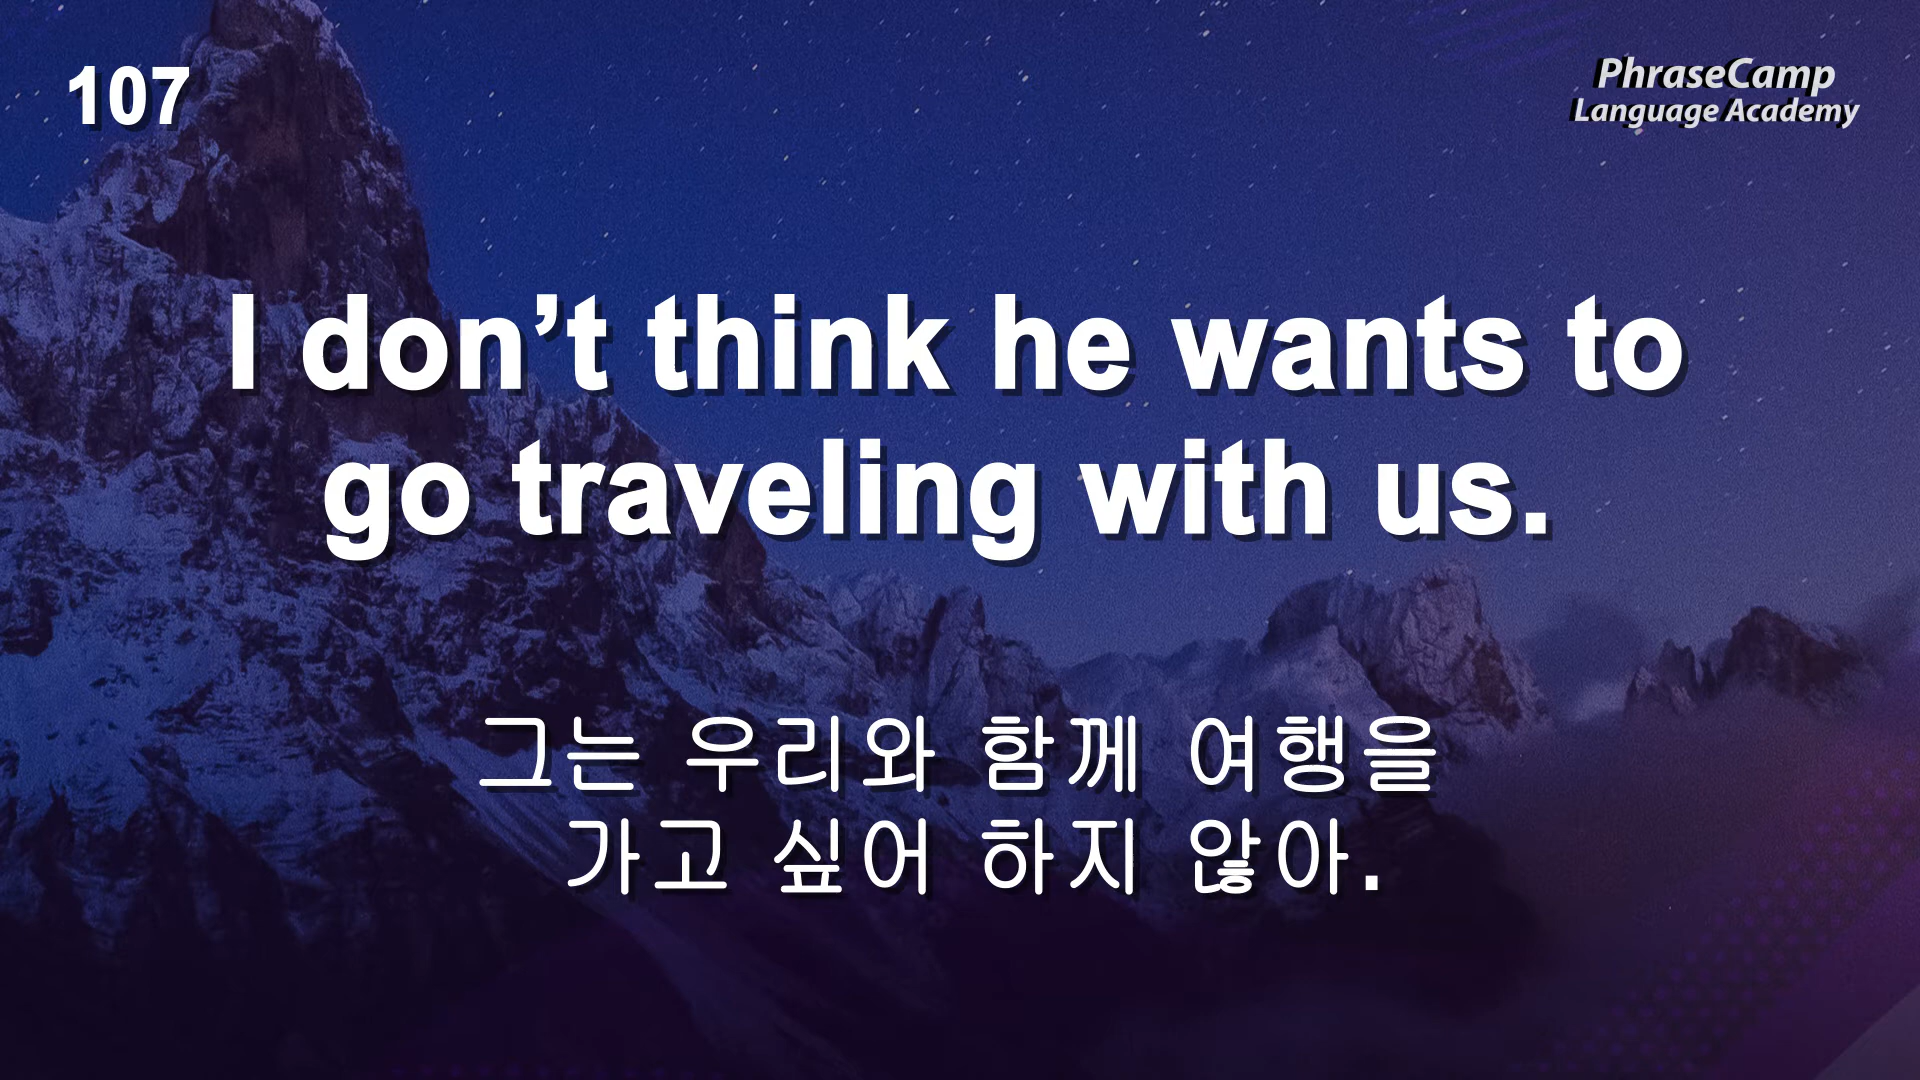 107
PhraseCamp
Language Academy
I don’t think he wants to
go traveling with us.
그는 우리와 함께 여행을
가고 싶어 하지 않아.